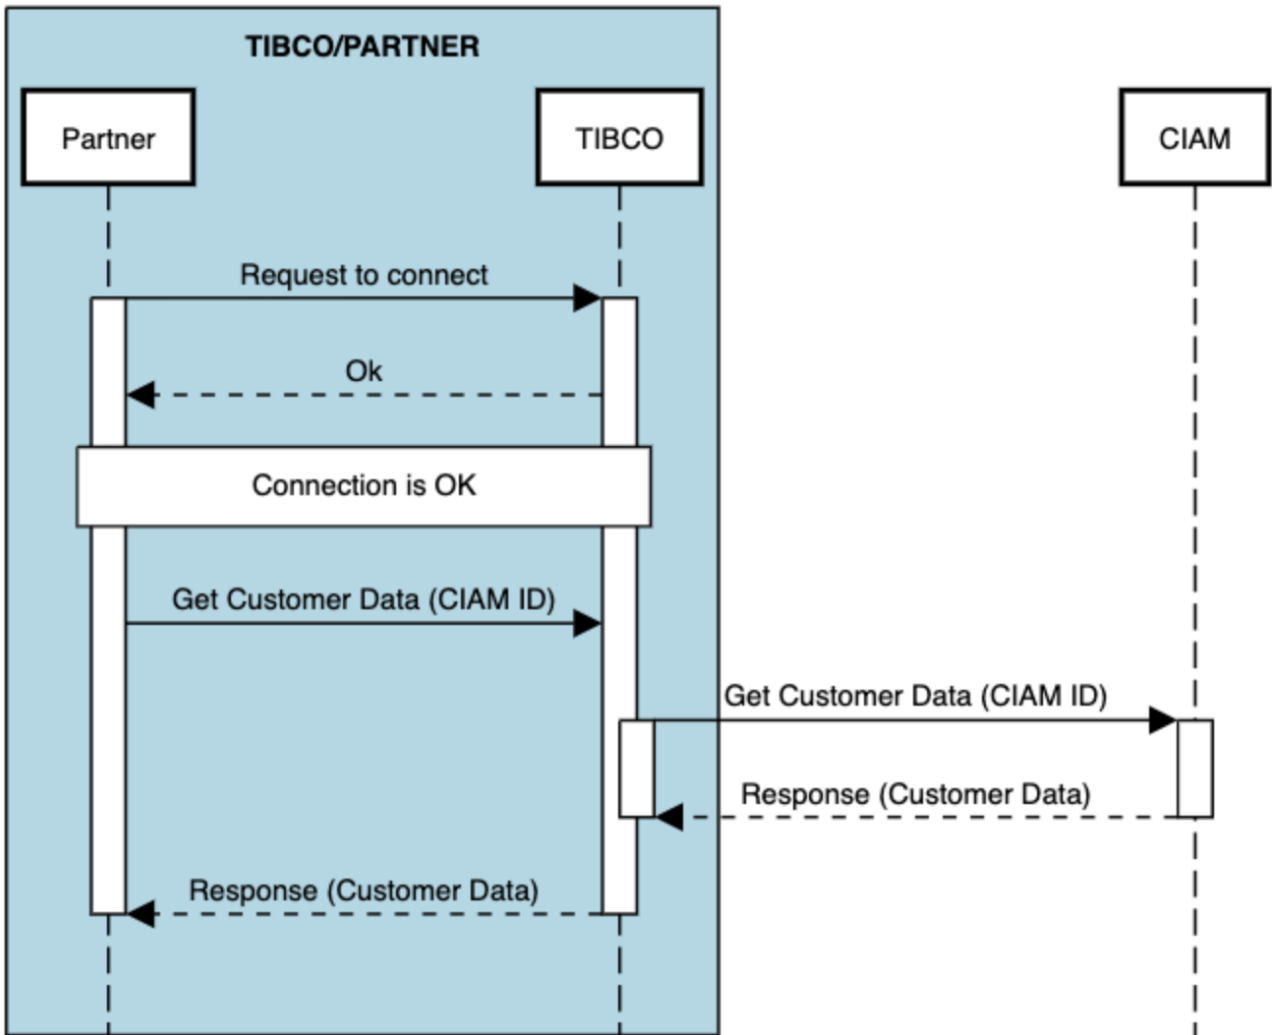 TIBCO/PARTNER
Partner
TIBCO
CIAM
Request to connect
Ok
Connection is OK
Get Customer Data (CIAM ID)
Get Customer Data (CIAM ID)
Response (Customer Data)
Response (Customer Data)